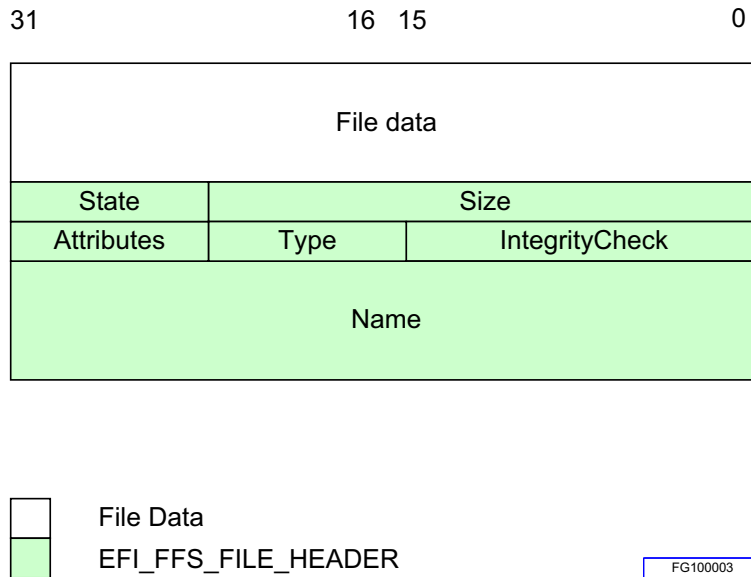 31 16 15 0
File data
State Size
Attributes Type IntegrityCheck
Name
File Data
EFI_FFS_FILE_HEADER
FG100003